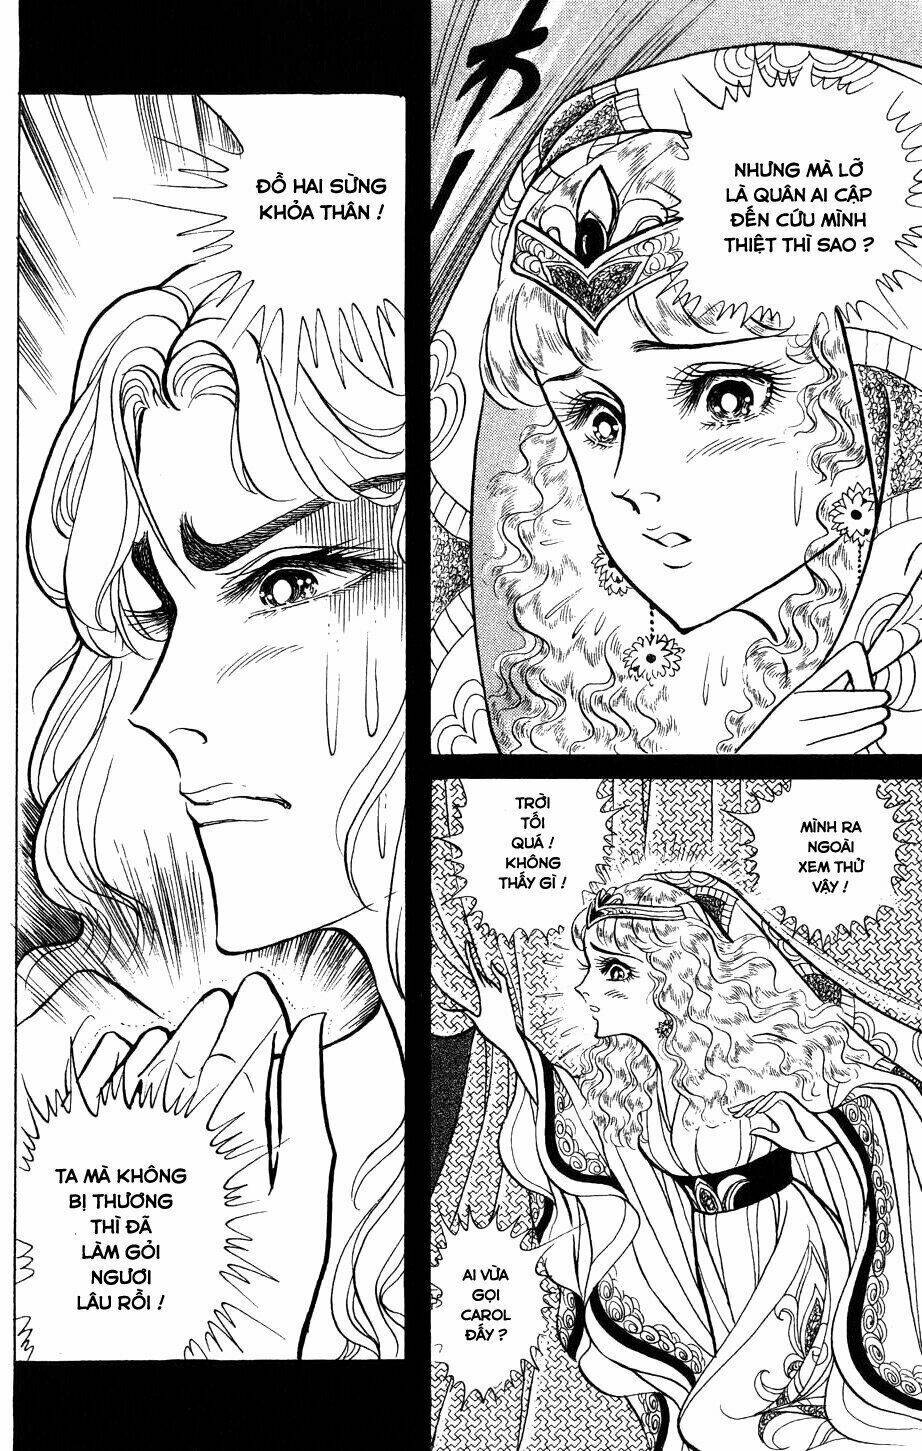 NHƯNG MÀ LỠ
LÀ QUÂN AI CẬP
ĐẾN CỨU MÌNH
THIỆT THÌ SAO ?
MÌNH RA
NGOÀI
XEM THỬ
VẬY !
TRỜI
TỐI
QUÁ !
KHÔNG
THẤY GÌ !
AI VỪA
GỌI
CAROL
ĐẤY ?
ĐỒ HAI SỪNG
KHỎA THÂN !
TA MÀ KHÔNG
BỊ THƯƠNG
THÌ ĐÃ
LÀM GỎI
NGƯƠI
LÂU RỒI !